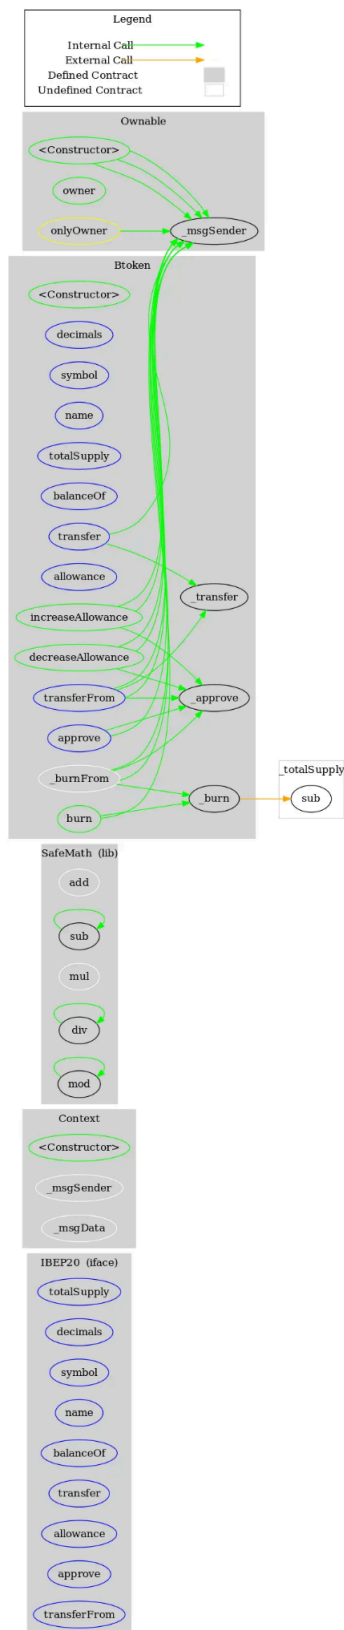 Legend
Internal Call
External Call
Defined Contract
Undefined Contract
Ownable
<Constructor>
owner
onlyOwner
_msgSender
Btoken
<Constructor>
decimals
symbol
name
totalSupply
balanceOf
transfer
allowance
_transfer
increaseAllowance
decreaseAllowance
transferFrom
_approve
approve
_burnFrom
_totalSupply
_burn
sub
burn
SafeMath (lib)
add
sub
mul
div
mod
Context
<Constructor>
_msgSender
_msgData
IBEP20 (iface)
totalSupply
decimals
symbol
name
balanceOf
transfer
allowance
approve
transferFrom